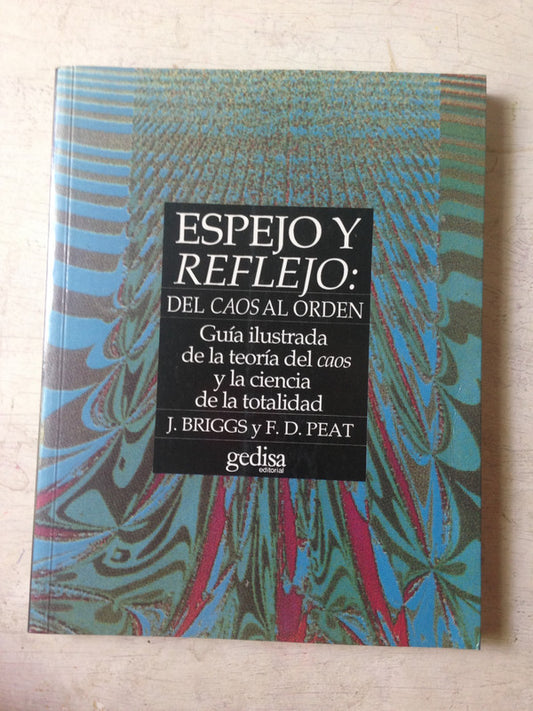 ESPEJO Y
REFLEJO:
DEL CAOS AL ORDEN
Guía ilustrada
de la teoría del caos
y la ciencia
de la totalidad
J. BRIGGS y F. D. PEAT
gedisa
editorial